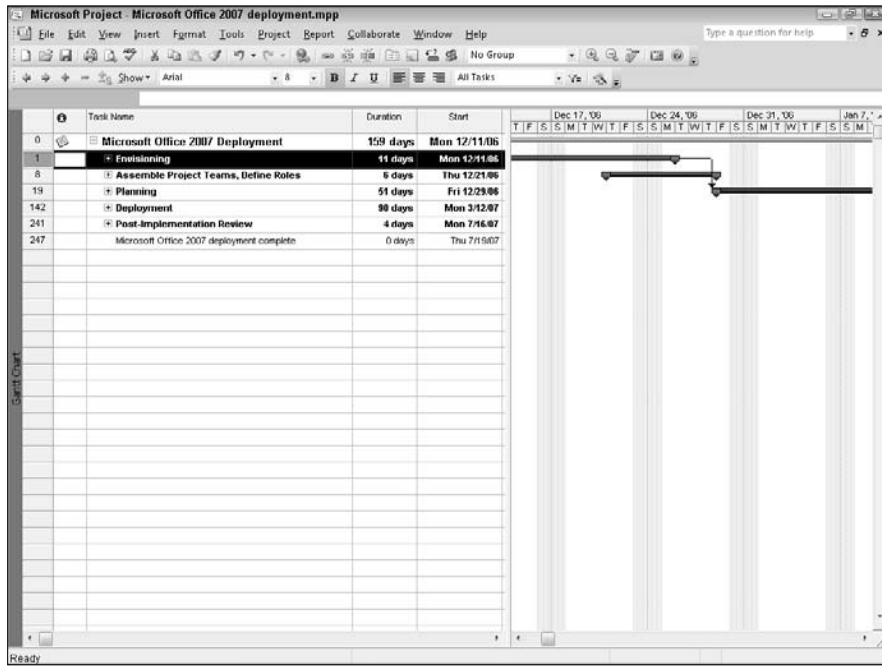 Microsoft Project - Microsoft Office 2007 deployment.mpp
File Edit View Insert Format Tools Project Report Collaborate Window Help Type a question for help
No Group
Show Arial 8 B I U All Tasks
Task Name Duration Start Dec 17, '06 Dec 24, '06 Dec 31, '06 Jan 7, '
T F S S M T W T F S S M T W T F S S M T W T F S S M
0 Microsoft Office 2007 Deployment 159 days Mon 12/11/06
1 Envisioning 11 days Mon 12/11/06
8 Assemble Project Teams, Define Roles 6 days Thu 12/21/06
19 Planning 51 days Fri 12/29/06
142 Deployment 90 days Mon 3/12/07
241 Post-Implementation Review 4 days Mon 7/16/07
247 Microsoft Office 2007 deployment complete 0 days Thu 7/19/07
Gantt Chart
Ready